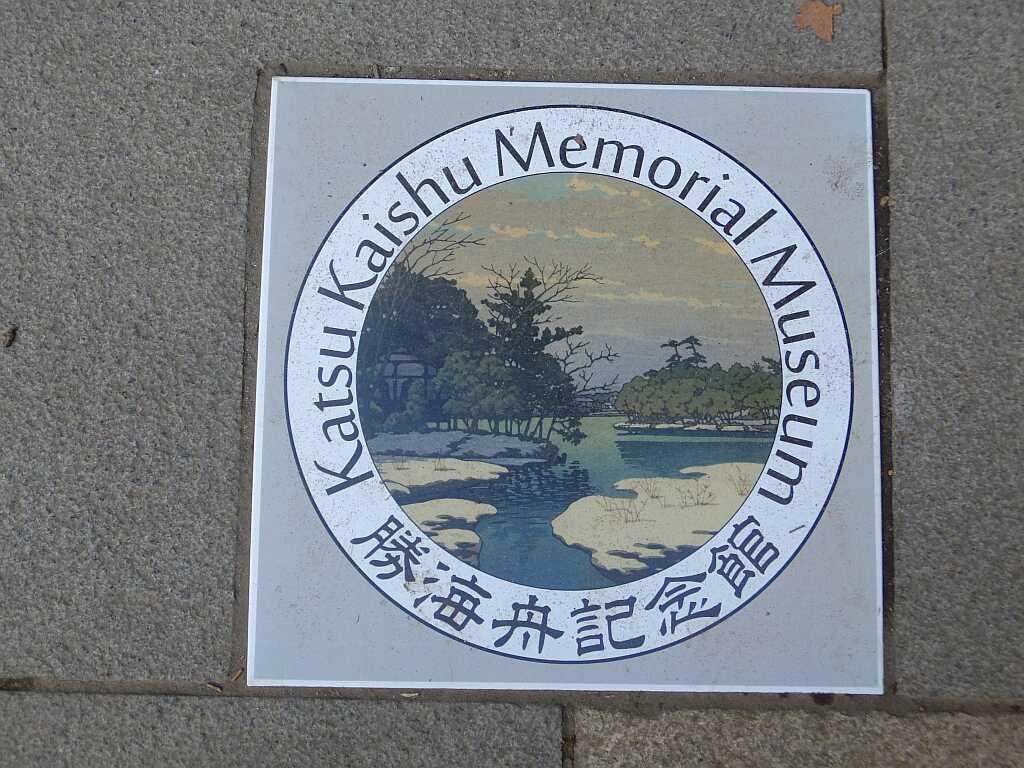 Katsu Kaishu Memorial Museum
勝海舟記念館